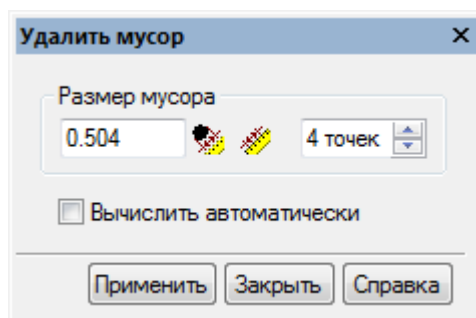 Удалить мусор
Размер мусора
0.504 4 точек
Вычислить автоматически
Применить Закрыть Справка